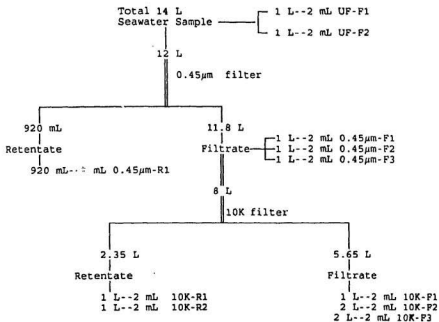 Total 14 L
Seawater Sample
1 L--2 mL UF-F1
1 L--2 mL UF-F2
12 L
0.45µm filter
920 mL
Retentate
920 mL-- mL 0.45µm-R1
11.8 L
Filtrate
1 L--2 mL 0.45µm-F1
1 L--2 mL 0.45µm-F2
1 L--2 mL 0.45µm-F3
8 L
10K filter
2.35 L
Retentate
1 L--2 mL 10K-R1
1 L--2 mL 10K-R2
5.65 L
Filtrate
1 L--2 mL 10K-F1
2 L--2 mL 10K-F2
2 L--2 mL 10K-F3